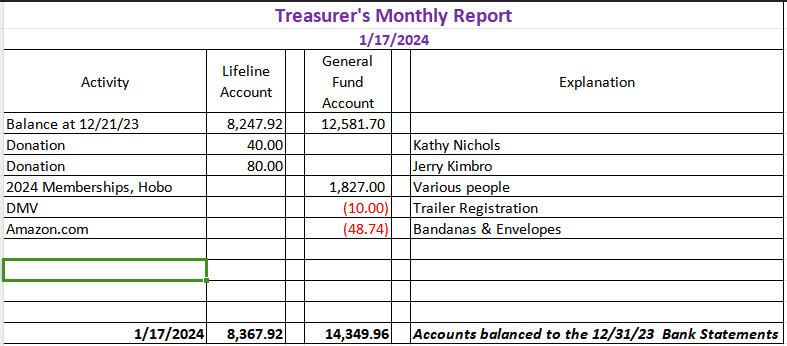 Treasurer's Monthly Report
1/17/2024
Activity Lifeline Account General Fund Account Explanation
Balance at 12/21/23 8,247.92 12,581.70
Donation 40.00 Kathy Nichols
Donation 80.00 Jerry Kimbro
2024 Memberships, Hobo 1,827.00 Various people
DMV (10.00) Trailer Registration
Amazon.com (48.74) Bandanas & Envelopes
1/17/2024 8,367.92 14,349.96 Accounts balanced to the 12/31/23 Bank Statements